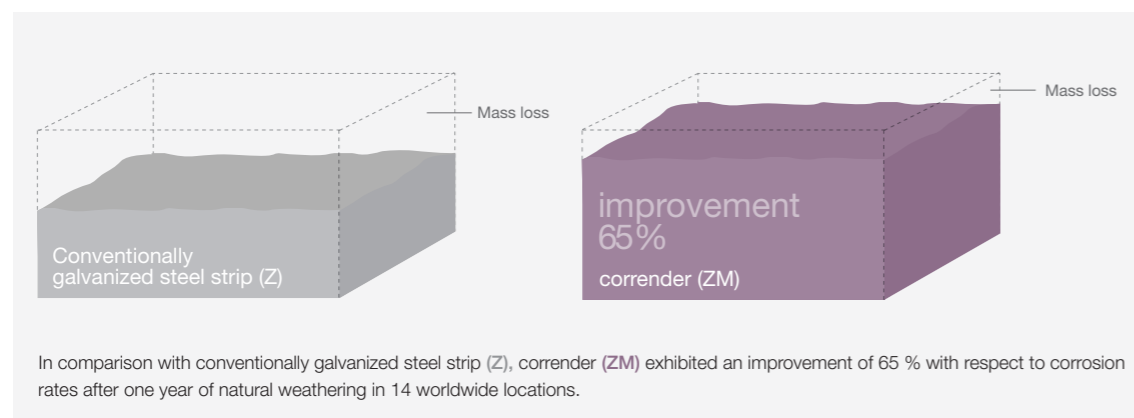 Mass loss
Mass loss
improvement
65 %
Conventionally
galvanized steel strip (Z)
corrender (ZM)
In comparison with conventionally galvanized steel strip (Z), corrender (ZM) exhibited an improvement of 65 % with respect to corrosion
rates after one year of natural weathering in 14 worldwide locations.